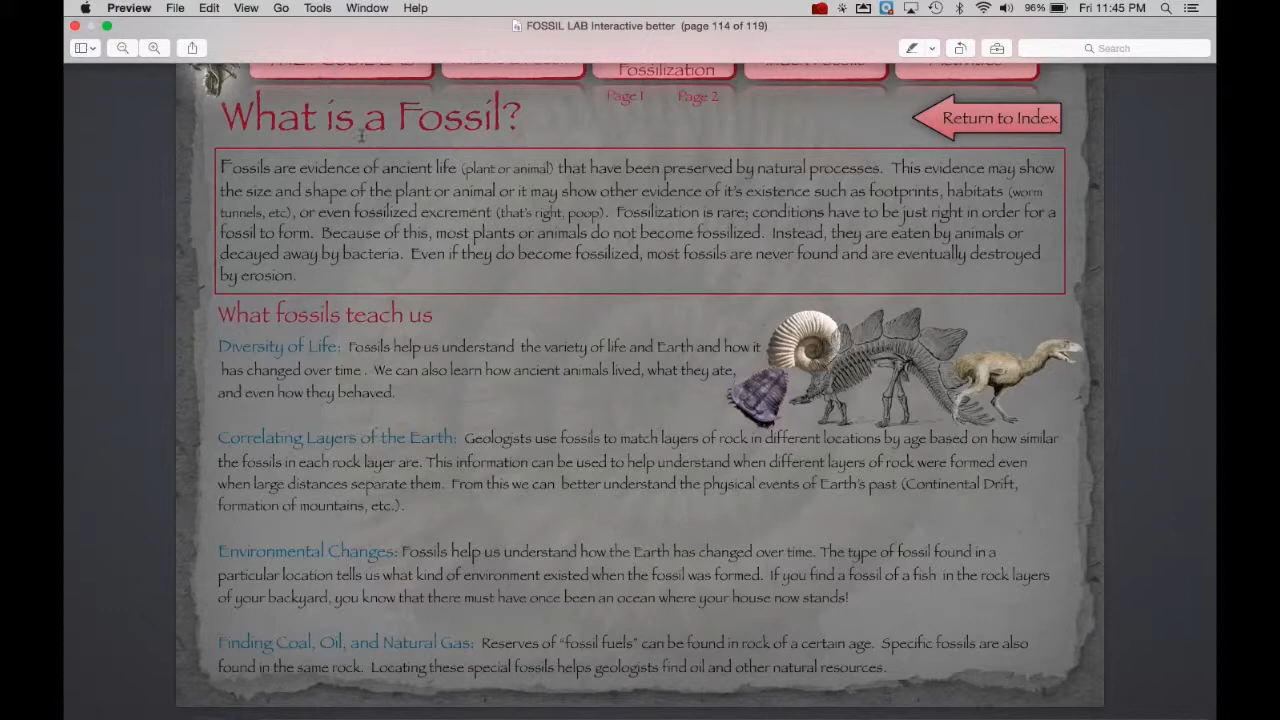 Preview File Edit View Go Tools Window Help 96% Fri 11:45 PM
FOSSIL LAB Interactive better (page 114 of 119)
Search
Fossilization
Page 1 Page 2
What is a Fossil?
Return to Index
Fossils are evidence of ancient life (plant or animal) that have been preserved by natural processes. This evidence may show
the size and shape of the plant or animal or it may show other evidence of it's existence such as footprints, habitats (worm
tunnels, etc), or even fossilized excrement (that's right, poop). Fossilization is rare; conditions have to be just right in order for a
fossil to form. Because of this, most plants or animals do not become fossilized. Instead, they are eaten by animals or
decayed away by bacteria. Even if they do become fossilized, most fossils are never found and are eventually destroyed
by erosion.
What fossils teach us
Diversity of Life: Fossils help us understand the variety of life and Earth and how it
has changed over time . We can also learn how ancient animals lived, what they ate,
and even how they behaved.
Correlating Layers of the Earth: Geologists use fossils to match layers of rock in different locations by age based on how similar
the fossils in each rock layer are. This information can be used to help understand when different layers of rock were formed even
when large distances separate them. From this we can better understand the physical events of Earth's past (Continental Drift,
formation of mountains, etc.).
Environmental Changes: Fossils help us understand how the Earth has changed over time. The type of fossil found in a
particular location tells us what kind of environment existed when the fossil was formed. If you find a fossil of a fish in the rock layers
of your backyard, you know that there must have once been an ocean where your house now stands!
Finding Coal, Oil, and Natural Gas: Reserves of "fossil fuels" can be found in rock of a certain age. Specific fossils are also
found in the same rock. Locating these special fossils helps geologists find oil and other natural resources.